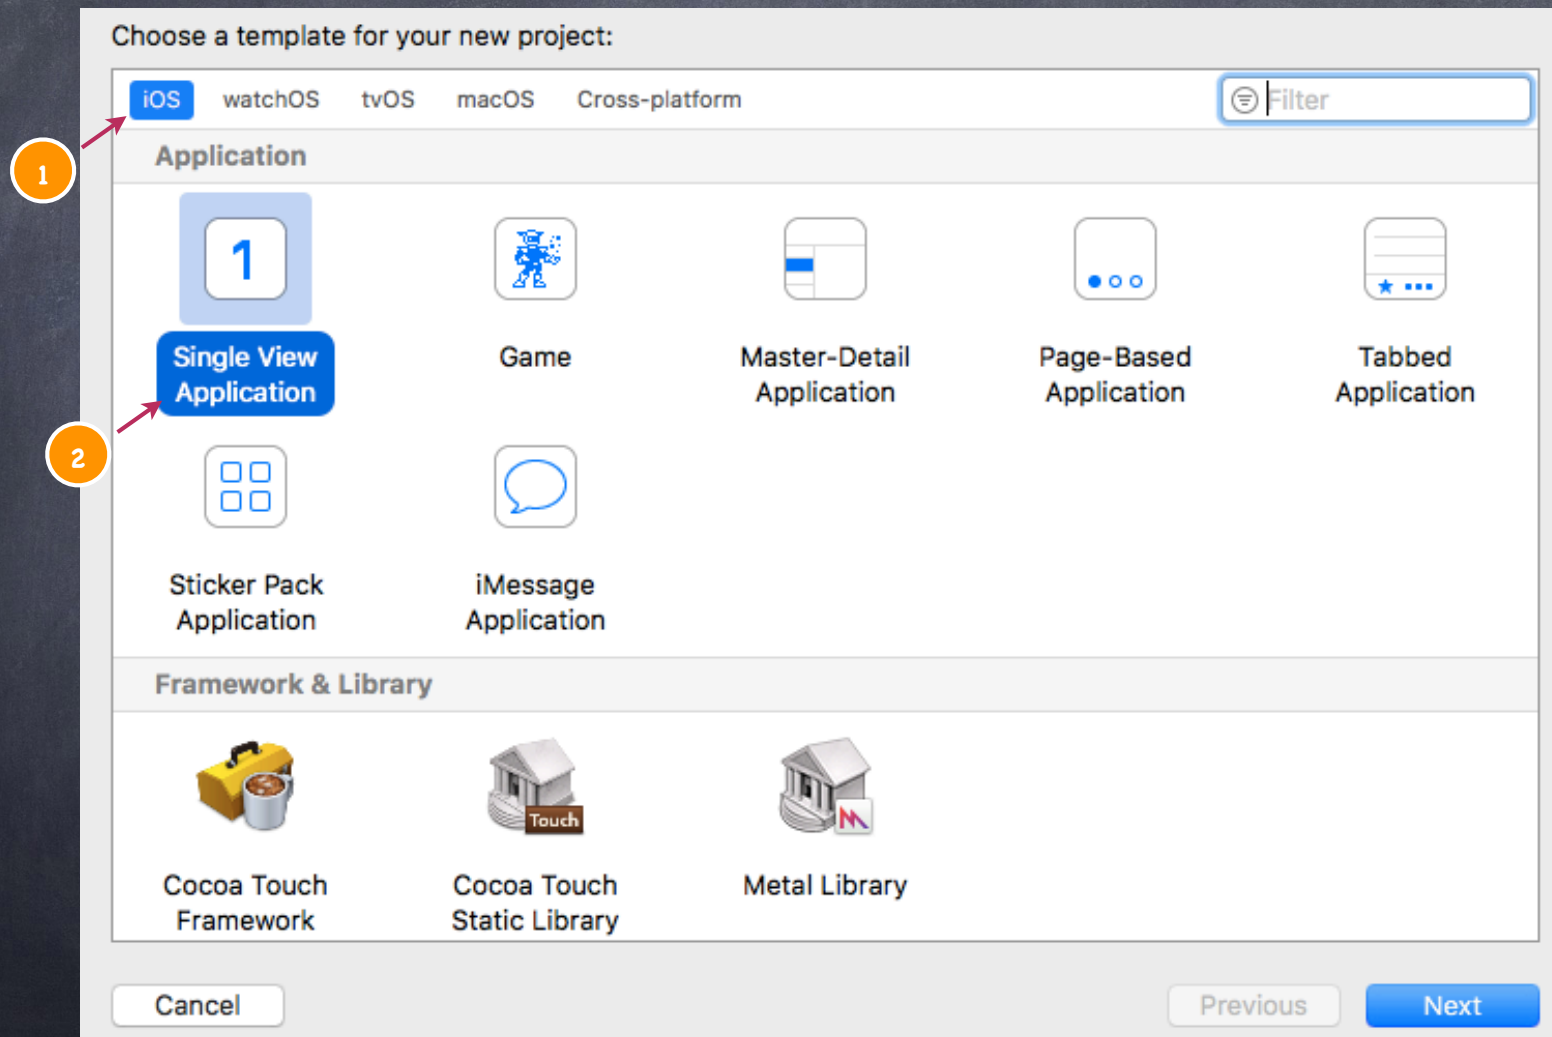 Choose a template for your new project:
iOS watchOS tvOS macOS Cross-platform Filter
1
Application
1
Single View Application
Game
Master-Detail Application
Page-Based Application
Tabbed Application
2
Sticker Pack Application
iMessage Application
Framework & Library
Touch
Cocoa Touch Framework
Cocoa Touch Static Library
Metal Library
Cancel Previous Next